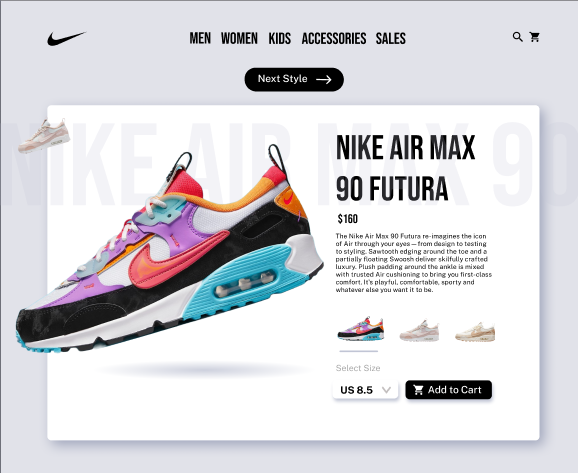 MEN WOMEN KIDS ACCESSORIES SALES
Next Style
NIKE AIR MAX 90
NIKE AIR MAX
90 FUTURA
$160
The Nike Air Max 90 Futura re-imagines the icon
of Air through your eyes—from design to testing
to styling. Sawtooth edging around the toe and a
partially floating Swoosh deliver skilfully crafted
luxury. Plush padding around the ankle is mixed
with trusted Air cushioning to bring you first-class
comfort. It's playful, comfortable, sporty and
whatever else you want it to be.
Select Size
US 8.5
Add to Cart